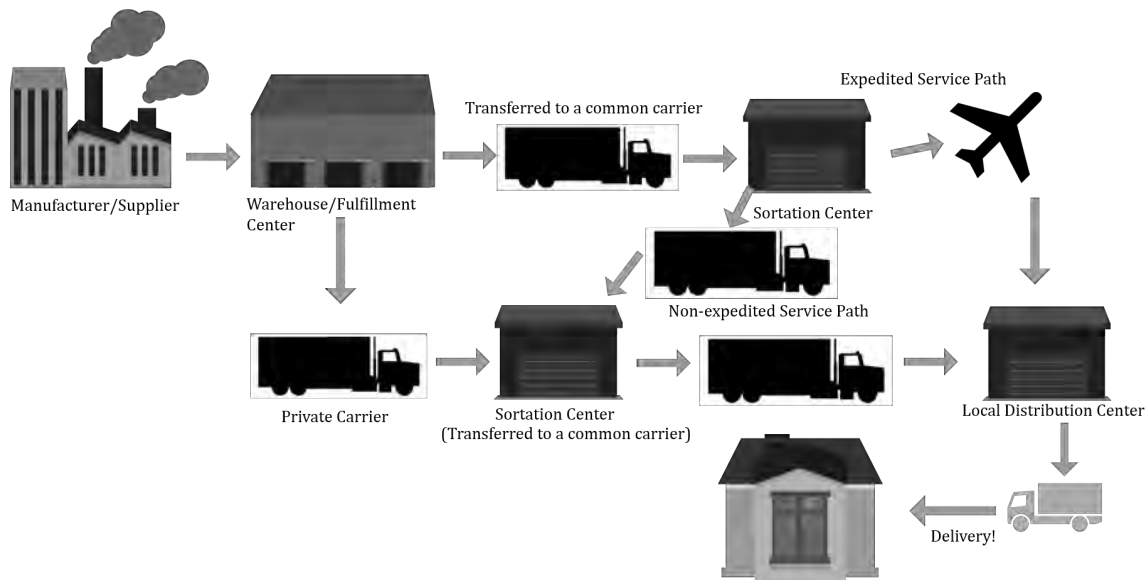 Expedited Service Path
Transferred to a common carrier
Manufacturer/Supplier
Warehouse/Fulfillment
Center
Sortation Center
Non-expedited Service Path
Private Carrier
Sortation Center
(Transferred to a common carrier)
Local Distribution Center
Delivery!